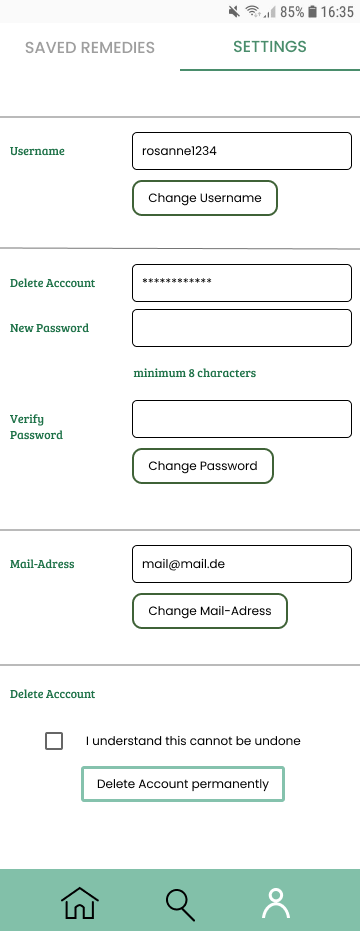 85% 16:35
SAVED REMEDIES SETTINGS
Username rosanne1234
Change Username
Delete Acccount ************
New Password
minimum 8 characters
Verify
Password
Change Password
Mail-Adress mail@mail.de
Change Mail-Adress
Delete Acccount
I understand this cannot be undone
Delete Account permanently